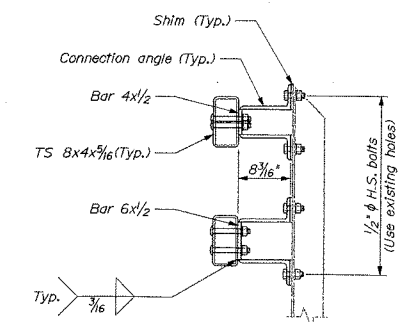 Shim (Typ.)
Connection angle (Typ.)
Bar 4x1/2
TS 8x4x5/16(Typ.)
8 3/16"
Bar 6x1/2
Typ.
3/16
1/2" ϕ H.S. bolts
(Use existing holes)